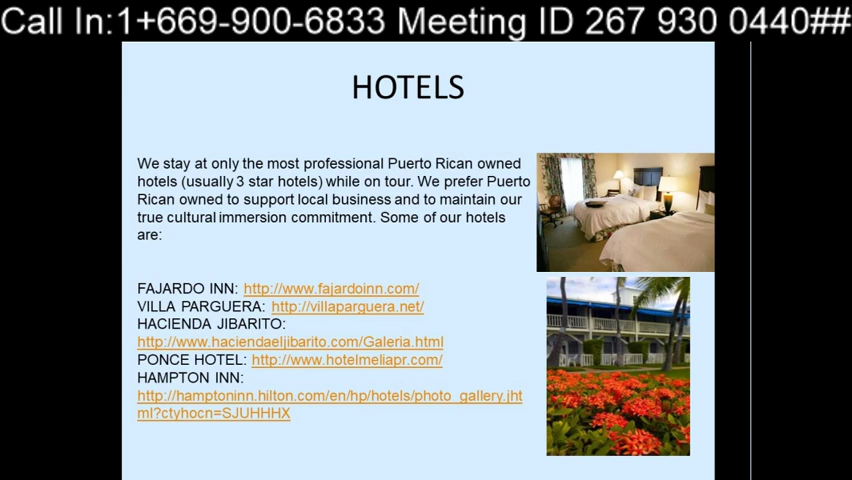 Call In:1+669-900-6833 Meeting ID 267 930 0440##
HOTELS
We stay at only the most professional Puerto Rican owned
hotels (usually 3 star hotels) while on tour. We prefer Puerto
Rican owned to support local business and to maintain our
true cultural immersion commitment. Some of our hotels
are:
FAJARDO INN: http://www.fajardoinn.com/
VILLA PARGUERA: http://villaparguera.net/
HACIENDA JIBARITO:
http://www.haciendaeljibarito.com/Galeria.html
PONCE HOTEL: http://www.hotelmeliapr.com/
HAMPTON INN:
http://hamptoninn.hilton.com/en/hp/hotels/photo_gallery.jht
ml?ctyhocn=SJUHHHX